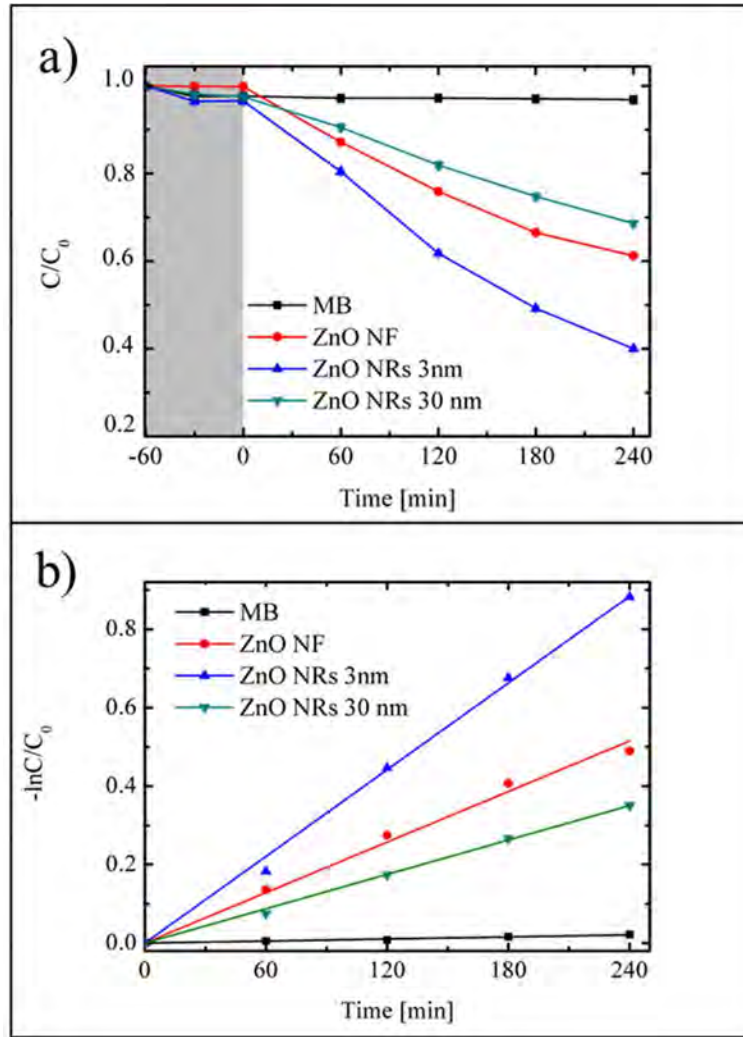 a)
1.0
0.8
0.6
0.4
0.2
C/C0
MB
ZnO NF
ZnO NRs 3nm
ZnO NRs 30 nm
-60 0 60 120 180 240
Time [min]
b)
0.8
0.6
0.4
0.2
0.0
-lnC/C0
MB
ZnO NF
ZnO NRs 3nm
ZnO NRs 30 nm
0 60 120 180 240
Time [min]